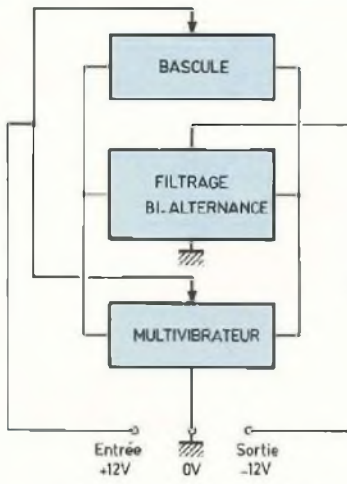 BASCULE
FILTRAGE
BI.ALTERNANCE
MULTIVIBRATEUR
Entrée
+12V
0V
Sortie
-12V